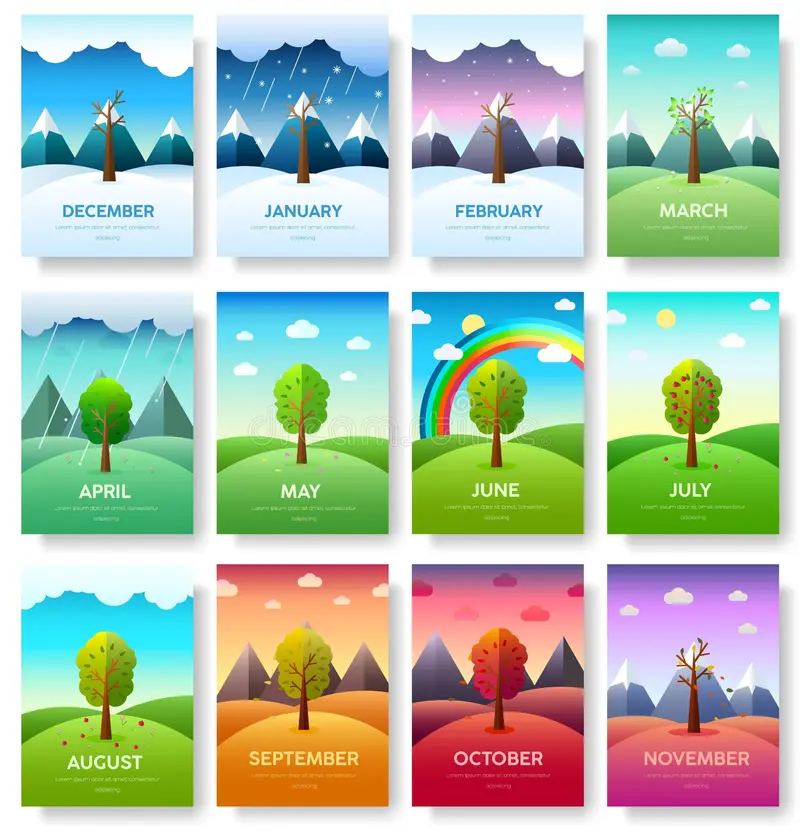 DECEMBER
Lorem ipsum dolor sit amet, consectetur
adipiscing
JANUARY
Lorem ipsum dolor sit amet, consectetur
adipiscing
FEBRUARY
Lorem ipsum dolor sit amet, consectetur
adipiscing
MARCH
Lorem ipsum dolor sit amet, consectetur
adipiscing
APRIL
Lorem ipsum dolor sit amet, consectetur
adipiscing
MAY
Lorem ipsum dolor sit amet, consectetur
adipiscing
JUNE
Lorem ipsum dolor sit amet, consectetur
adipiscing
JULY
Lorem ipsum dolor sit amet, consectetur
adipiscing
dreamstime
AUGUST
Lorem ipsum dolor sit amet, consectetur
adipiscing
SEPTEMBER
Lorem ipsum dolor sit amet, consectetur
adipiscing
OCTOBER
Lorem ipsum dolor sit amet, consectetur
adipiscing
NOVEMBER
Lorem ipsum dolor sit amet, consectetur
adipiscing